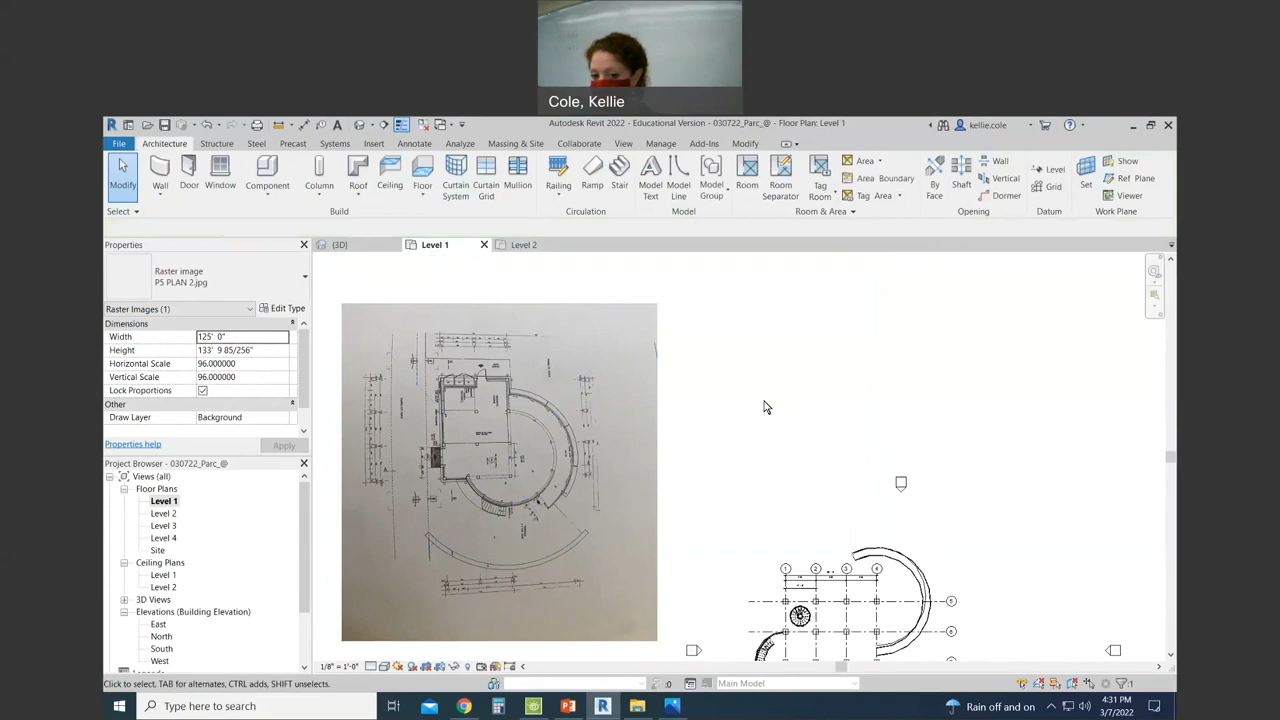 Cole, Kellie
Autodesk Revit 2022 - Educational Version - 030722_Parc_@ - Floor Plan: Level 1
kellie.cole
File Architecture Structure Steel Precast Systems Insert Annotate Analyze Massing & Site Collaborate View Manage Add-Ins Modify
Modify
Wall
Door
Window
Component
Column
Roof
Ceiling
Floor
Curtain System
Curtain Grid
Mullion
Railing
Ramp
Stair
Model Text
Model Line
Model Group
Room
Room Separator
Tag Room
Area
Area Boundary
Tag Area
By Face
Shaft
Wall
Vertical
Dormer
Level
Grid
Set
Show
Ref Plane
Viewer
Select
Build
Circulation
Model
Room & Area
Opening
Datum
Work Plane
Properties
{3D}
Level 1
Level 2
Raster image
P5 PLAN 2.jpg
Raster Images (1)
Edit Type
Dimensions
Width 125' 0"
Height 133' 9 85/256"
Horizontal Scale 96.000000
Vertical Scale 96.000000
Lock Proportions
Other
Draw Layer Background
Properties help
Apply
Project Browser - 030722_Parc_@
Views (all)
Floor Plans
Level 1
Level 2
Level 3
Level 4
Site
Ceiling Plans
Level 1
Level 2
3D Views
Elevations (Building Elevation)
East
North
South
West
1 2 3 4
5
6
1/8" = 1'-0"
Click to select, TAB for alternates, CTRL adds, SHIFT unselects.
:0
Main Model
:1
Type here to search
Rain off and on
4:31 PM
3/7/2022